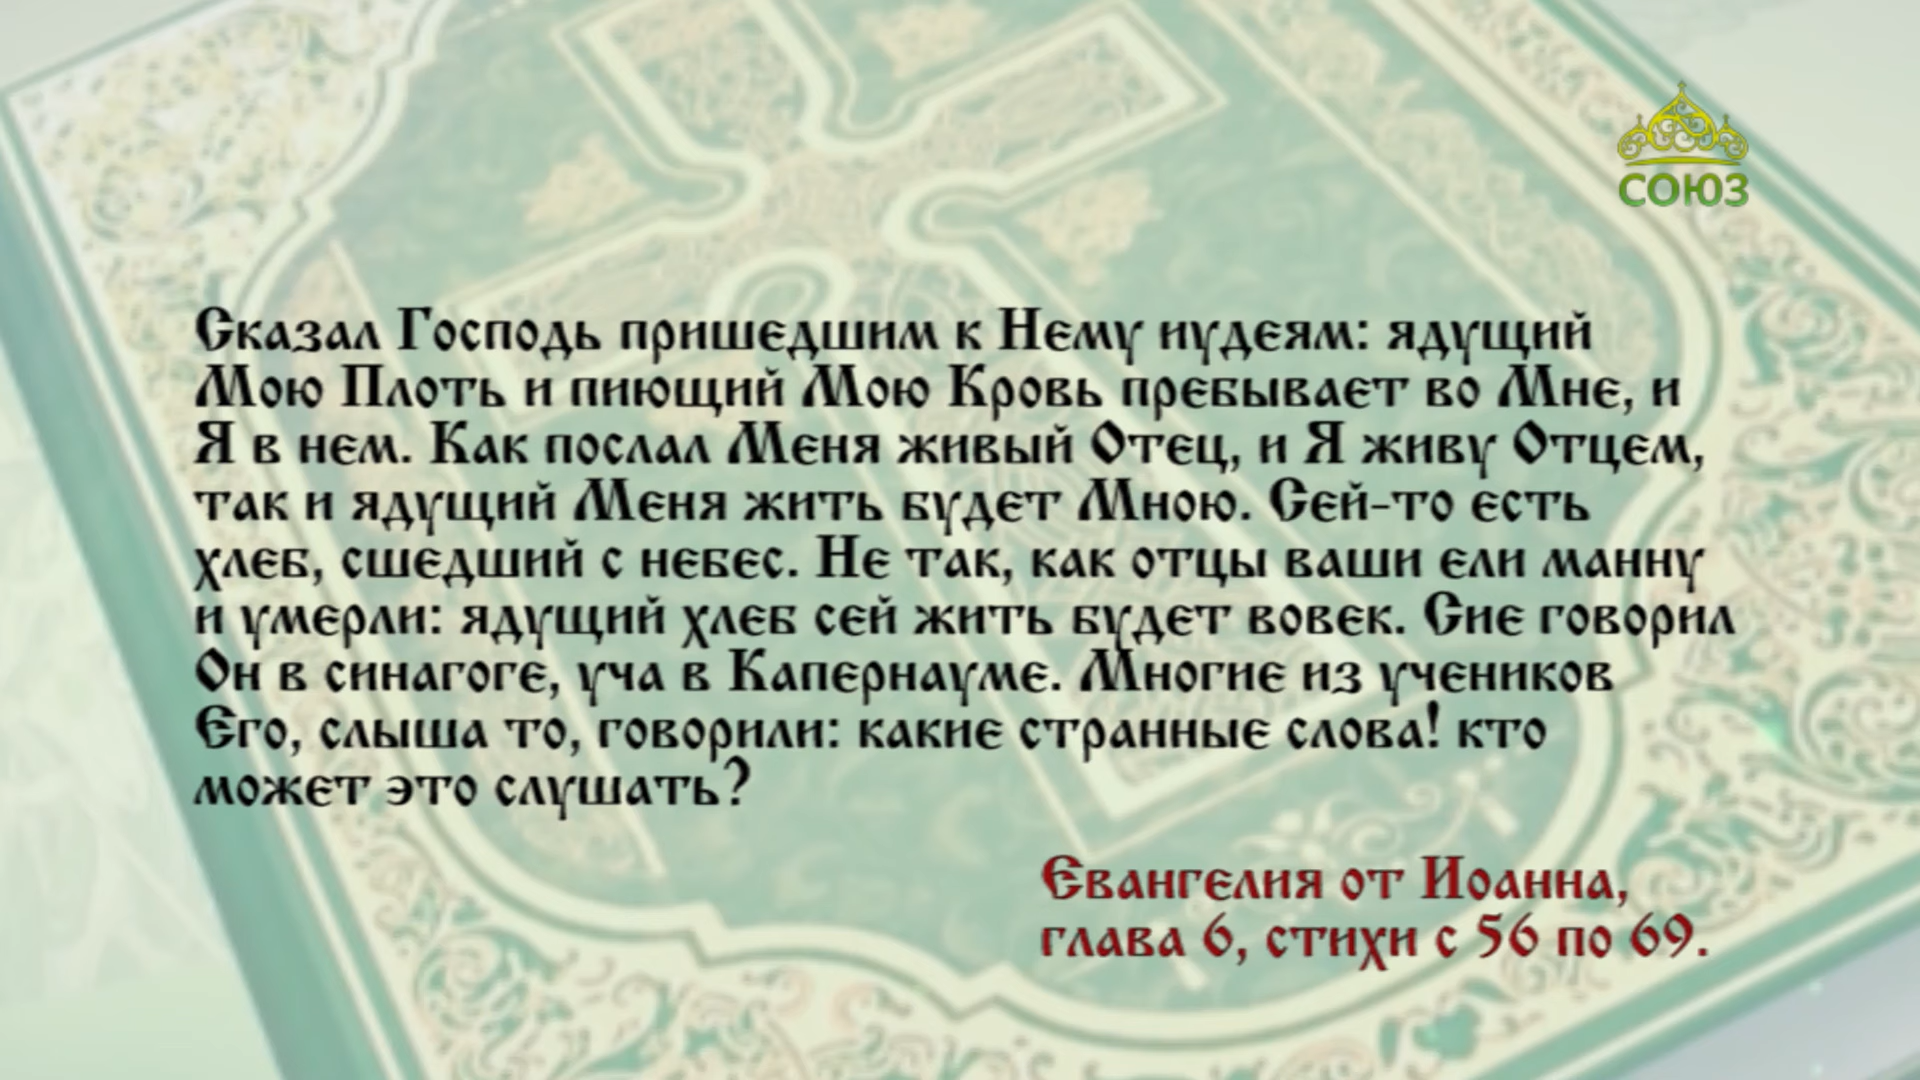 СОЮЗ
Сказал Господь пришедшим к Нему иудеям: ядущий
Мою Плоть и пиющий Мою Кровь пребывает во Мне, и
Я в нем. Как послал Меня живый Отец, и Я живу Отцем,
так и ядущий Меня жить будет Мною. Сей-то есть
хлеб, сшедший с небес. Не так, как отцы ваши ели манну
и умерли: ядущий хлеб сей жить будет вовек. Сие говорил
Он в синагоге, уча в Капернауме. Многие из учеников
Его, слыша то, говорили: какие странные слова! кто
может это слушать?
Евангелия от Иоанна,
глава 6, стихи с 56 по 69.